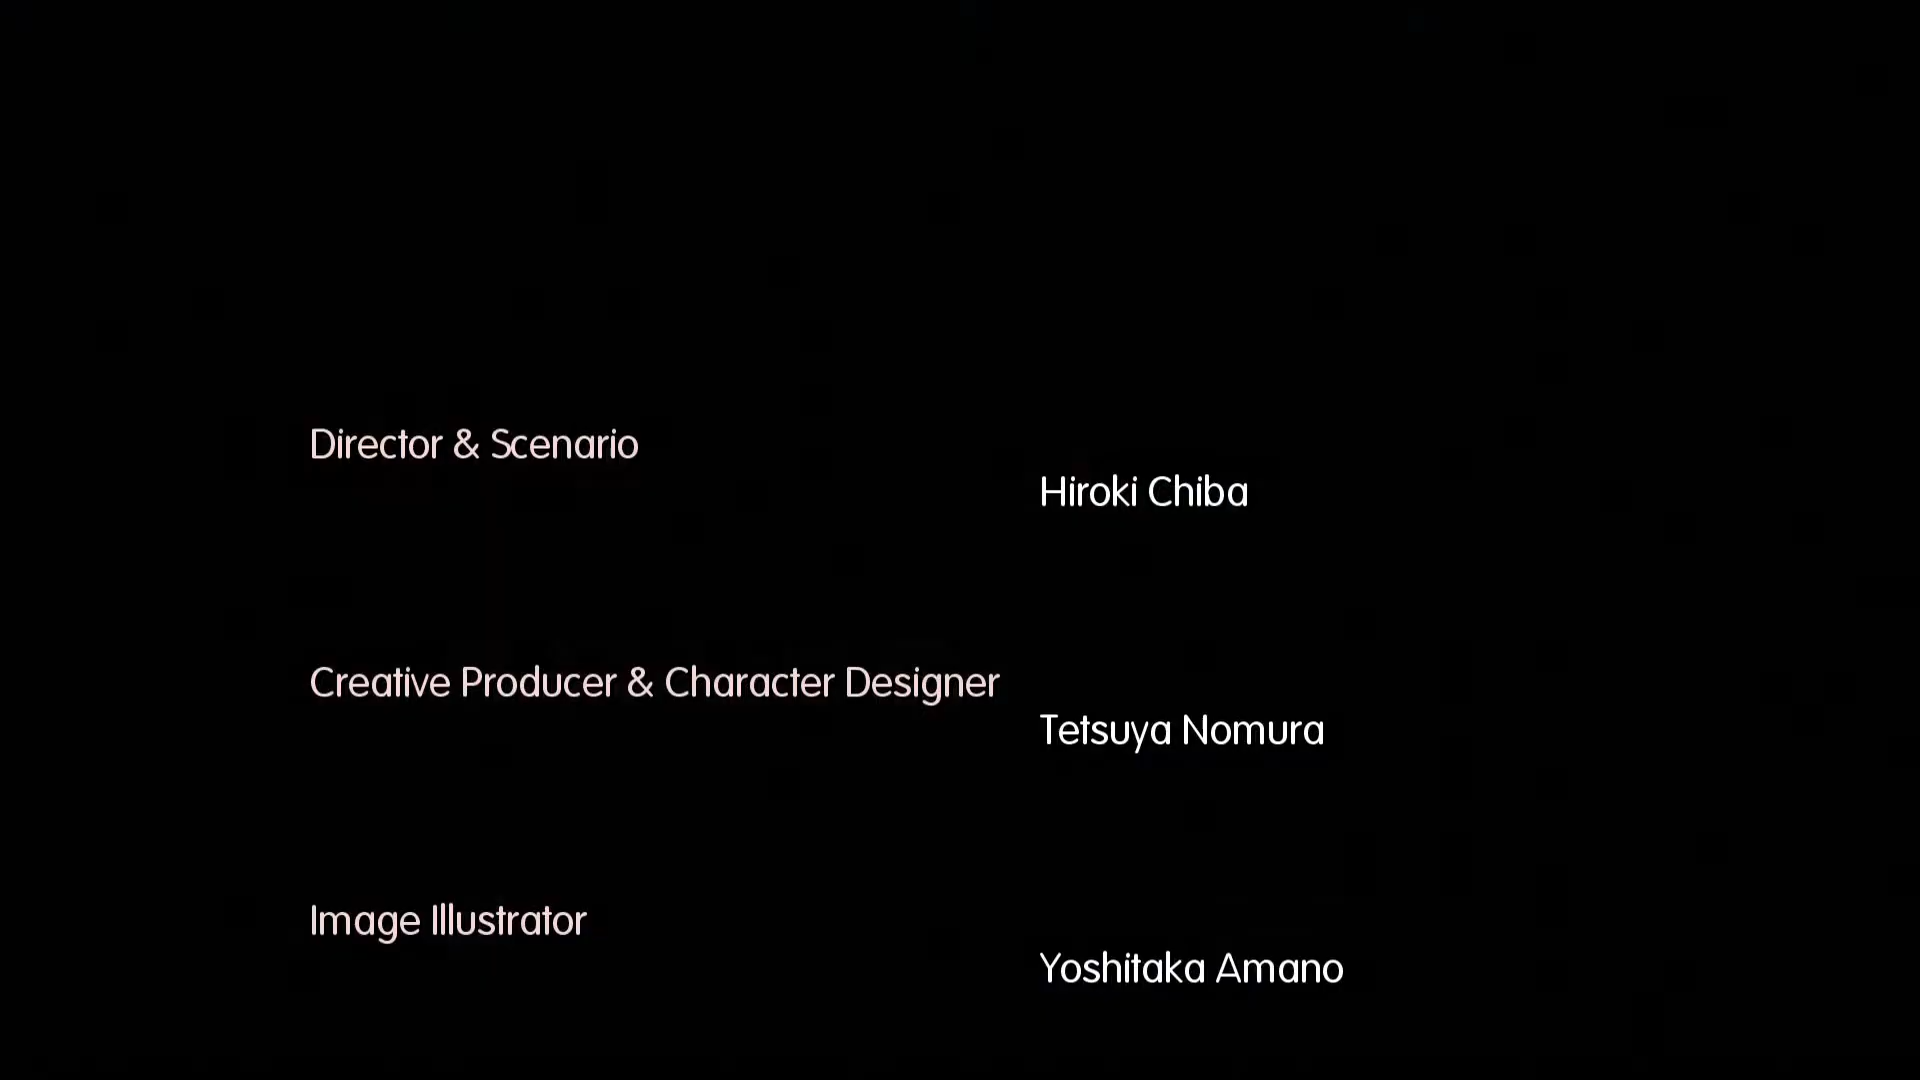 Director & Scenario
Hiroki Chiba
Creative Producer & Character Designer
Tetsuya Nomura
Image Illustrator
Yoshitaka Amano